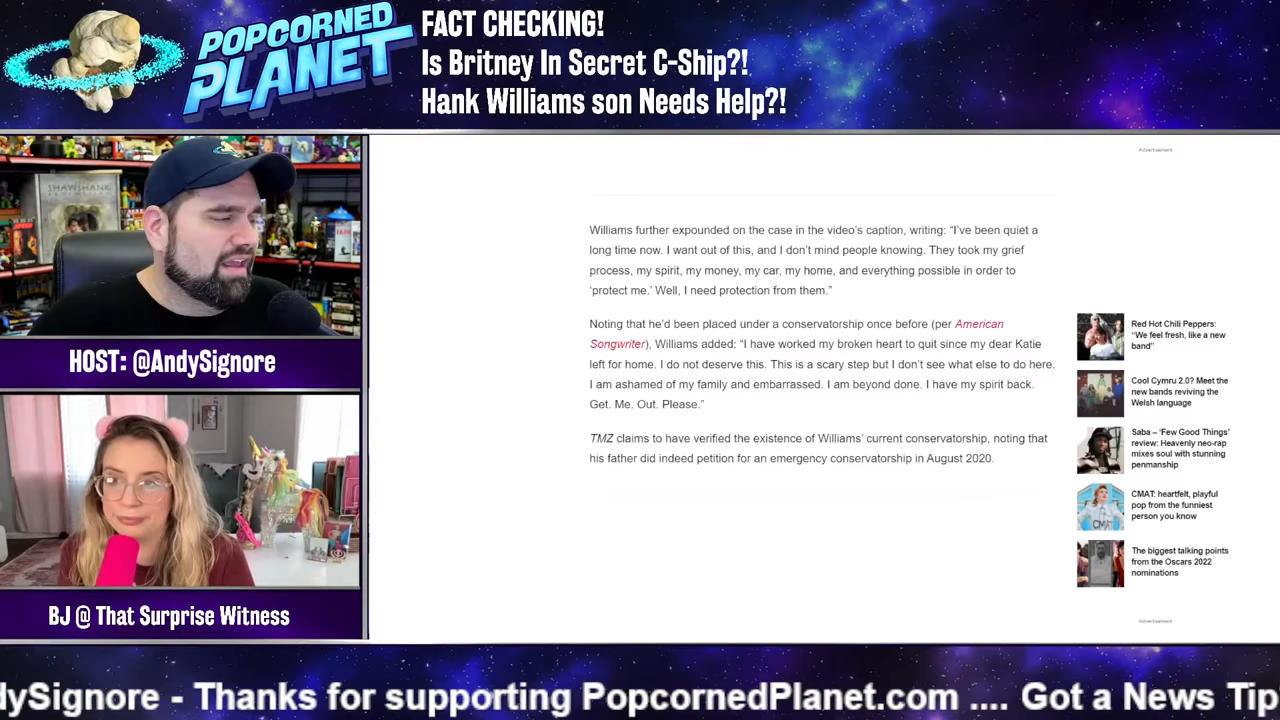 POPCORNED
PLANET
FACT CHECKING!
Is Britney In Secret C-Ship?!
Hank Williams son Needs Help?!
SHAWSHANK
HOST: @AndySignore
BJ @ That Surprise Witness
Advertisement
Williams further expounded on the case in the video's caption, writing: “I've been quiet a
long time now. I want out of this, and I don't mind people knowing. They took my grief
process, my spirit, my money, my car, my home, and everything possible in order to
‘protect me.’ Well, I need protection from them.”
Noting that he'd been placed under a conservatorship once before (per American
Songwriter), Williams added: “I have worked my broken heart to quit since my dear Katie
left for home. I do not deserve this. This is a scary step but I don't see what else to do here.
I am ashamed of my family and embarrassed. I am beyond done. I have my spirit back.
Get. Me. Out. Please.”
TMZ claims to have verified the existence of Williams' current conservatorship, noting that
his father did indeed petition for an emergency conservatorship in August 2020.
Red Hot Chili Peppers:
“We feel fresh, like a new
band”
Cool Cymru 2.0? Meet the
new bands reviving the
Welsh language
Saba – ‘Few Good Things’
review: Heavenly neo-rap
mixes soul with stunning
penmanship
CMAT: heartfelt, playful
pop from the funniest
person you know
The biggest talking points
from the Oscars 2022
nominations
Advertisement
dySignore - Thanks for supporting PopcornedPlanet.com .... Got a News Tip